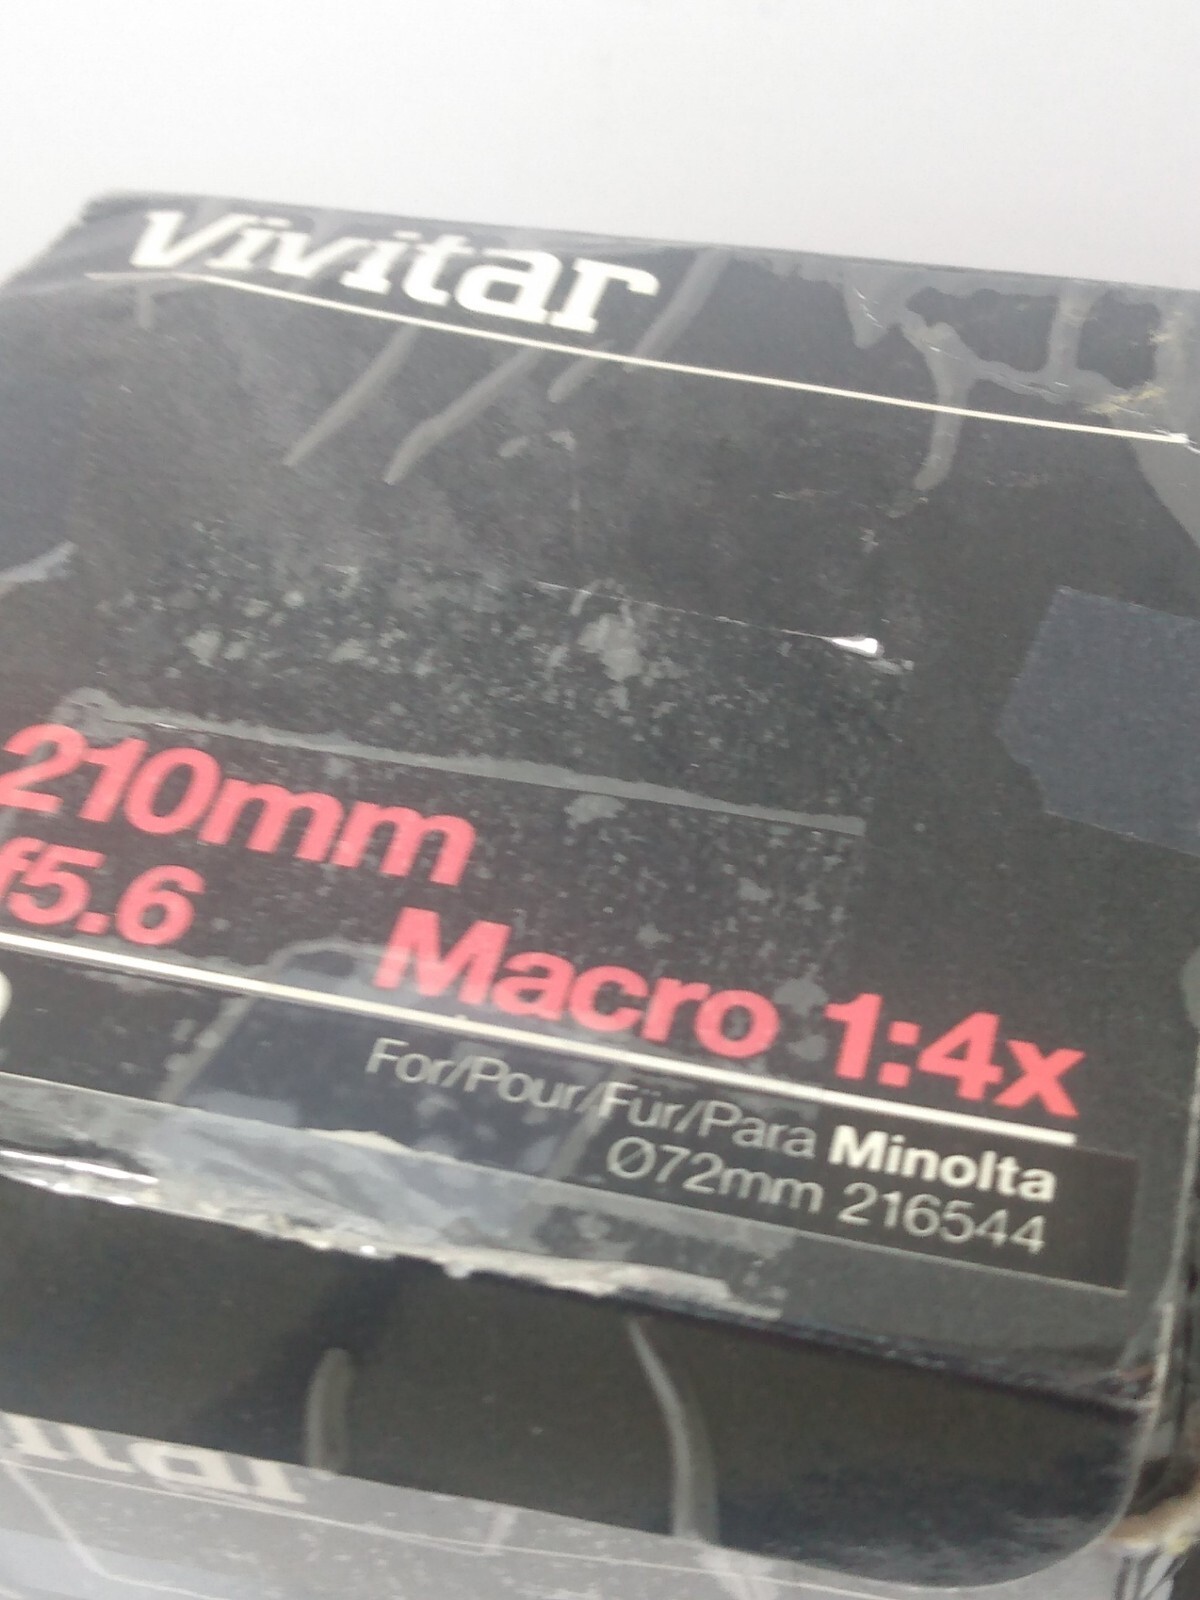 Vivitar
210mm
f5.6 Macro 1:4x
For/Pour/Für/Para Minolta
Ø72mm 216544